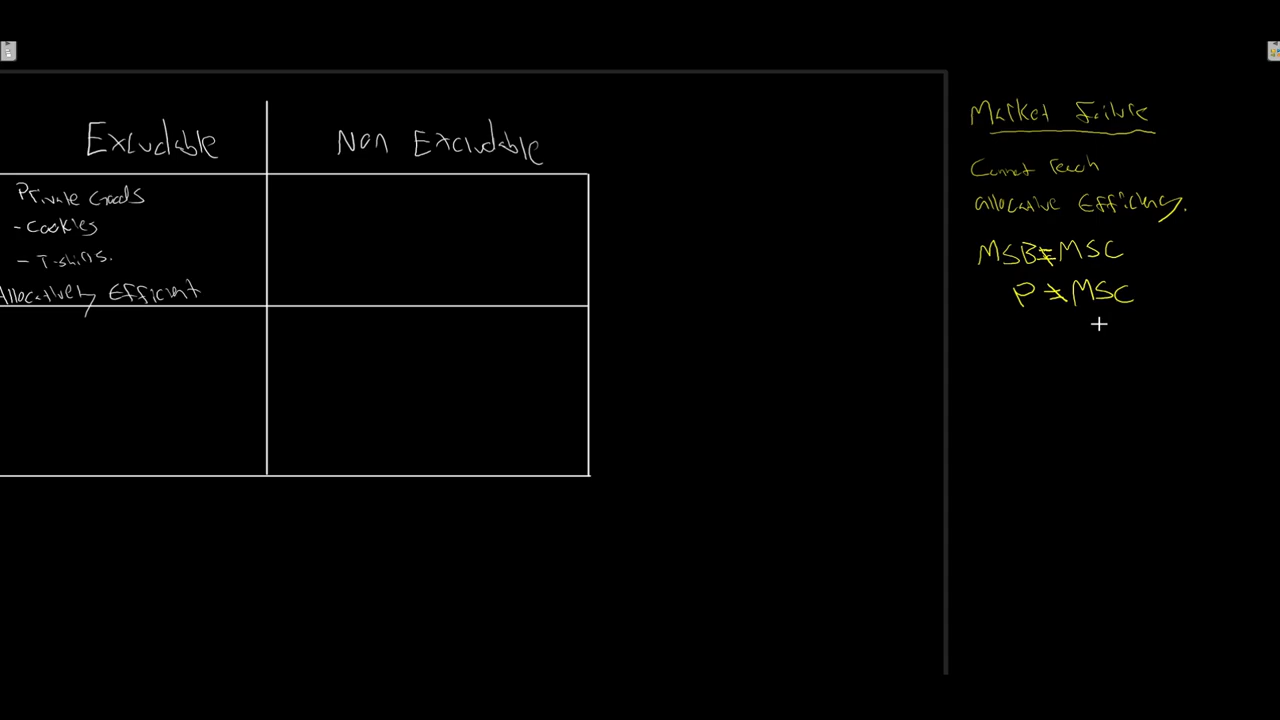 Excludable
Non Excludable
Private Goods
- Cookies
- T-shirts.
Allocatively Efficient
Market Failure
Cannot reach
allocative Efficiency.
MSB ≠ MSC
P ≠ MSC